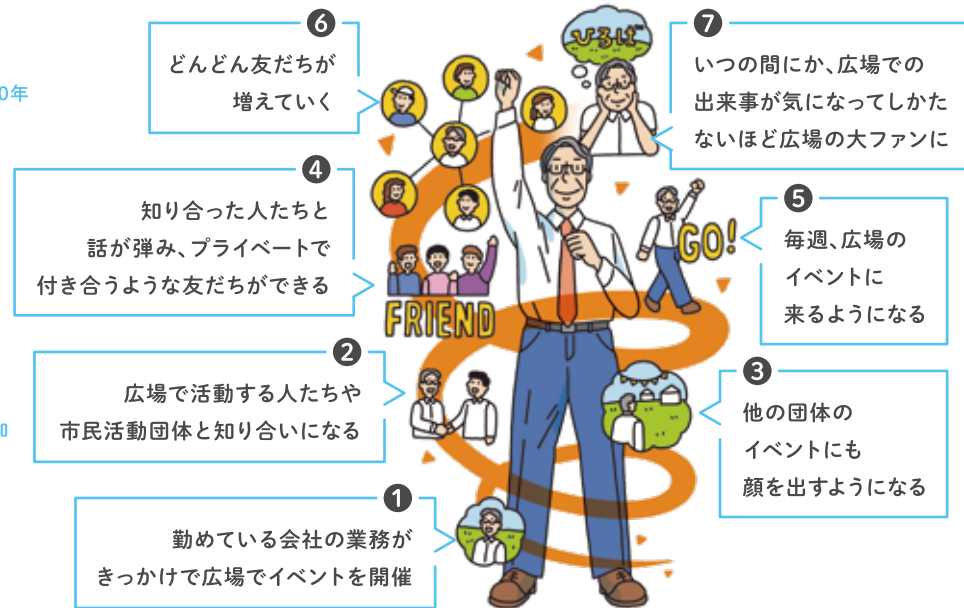 ❻
どんどん友だちが
増えていく
0年
❼
いつの間にか、広場での
出来事が気になってしかた
ないほど広場の大ファンに
ひろば
❹
知り合った人たちと
話が弾み、プライベートで
付き合うような友だちができる
FRIEND
❺
毎週、広場の
イベントに
来るようになる
GO!
❷
広場で活動する人たちや
市民活動団体と知り合いになる
❸
他の団体の
イベントにも
顔を出すようになる
❶
勤めている会社の業務が
きっかけで広場でイベントを開催